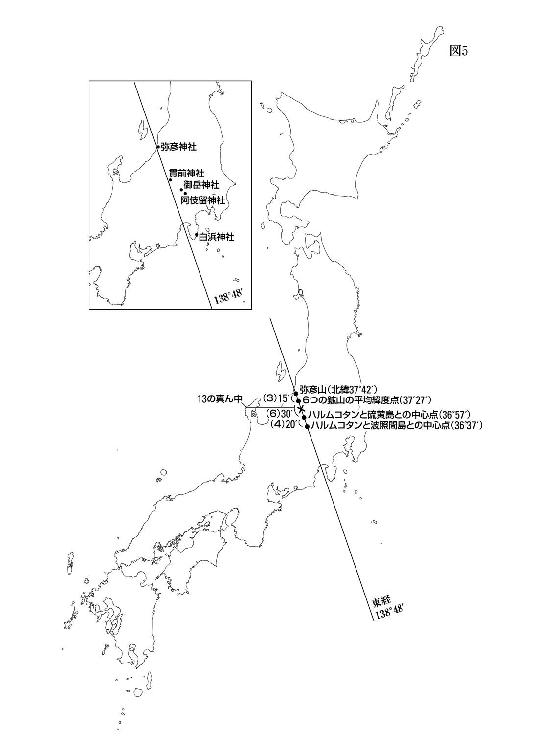 図5
弥彦神社
貫前神社
御岳神社
阿伎留神社
白浜神社
138°48′
弥彦山(北緯37°42′)
(3)15′
6つの鉱山の平均緯度点(37°27′)
13の真ん中
(6)30′
ハルムコタンと硫黄島との中心点(36°57′)
(4)20′
ハルムコタンと波照間島との中心点(36°37′)
東経
138°48′